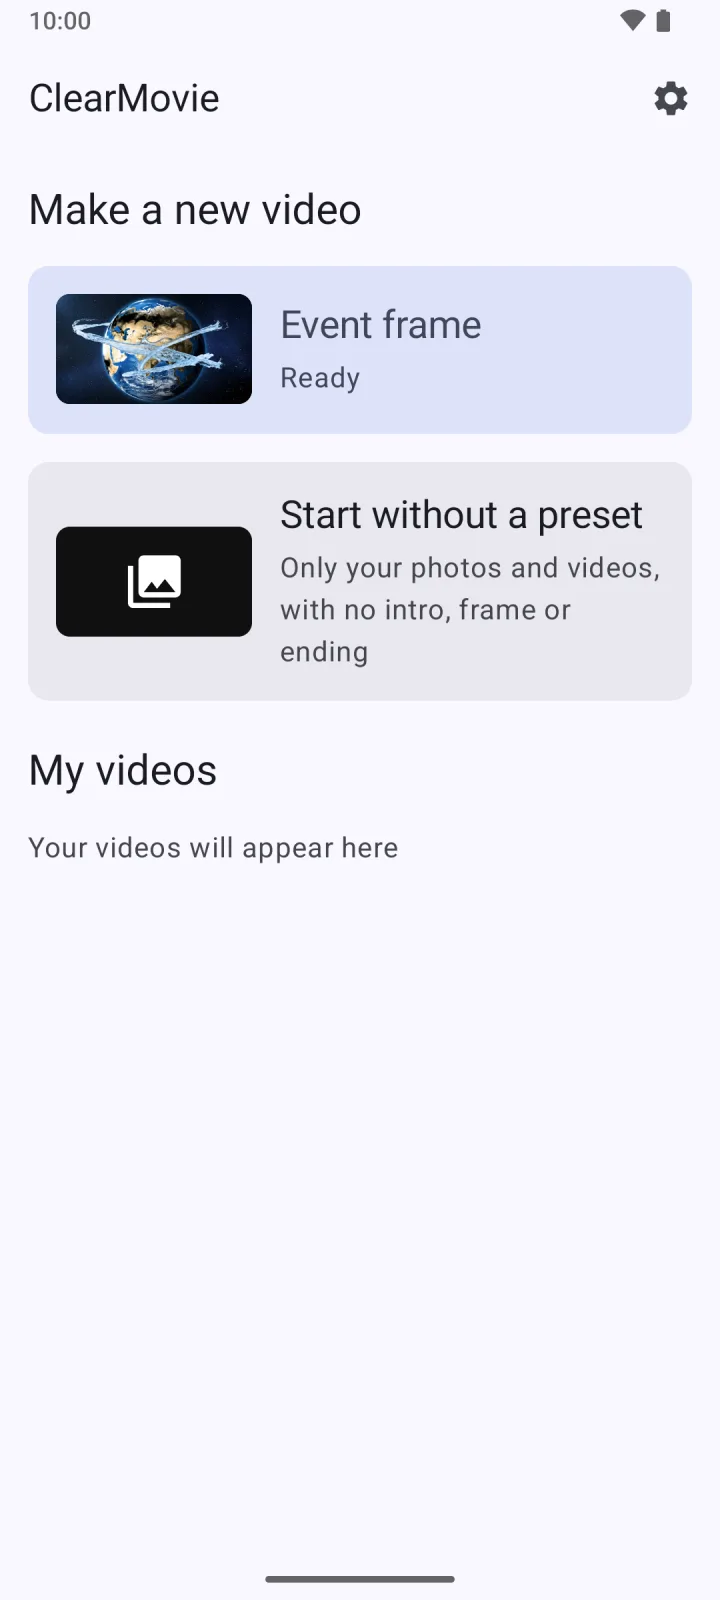 10:00
ClearMovie
Make a new video
Event frame
Ready
Start without a preset
Only your photos and videos,
with no intro, frame or
ending
My videos
Your videos will appear here